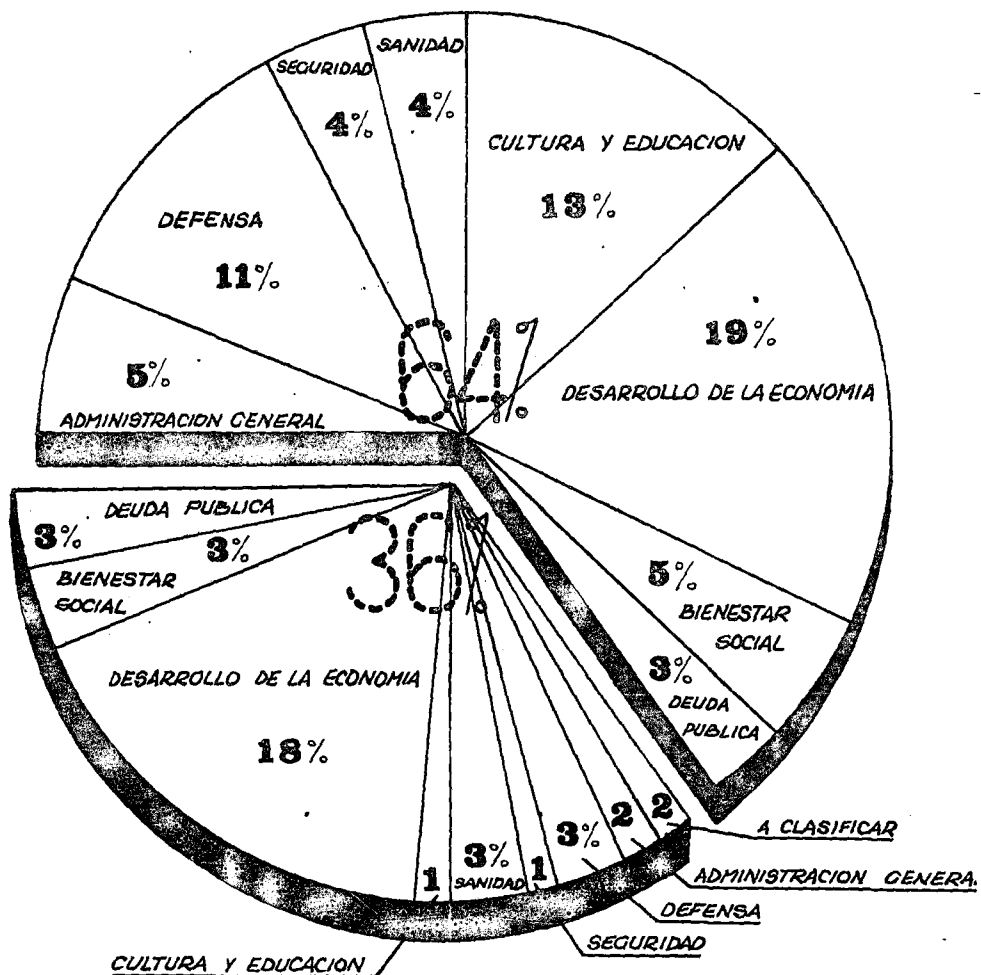 SANIDAD
4%
SEGURIDAD
4%
CULTURA Y EDUCACION
13%
DEFENSA
11%
19%
DESARROLLO DE LA ECONOMIA
5%
ADMINISTRACION GENERAL
64%
5%
BIENESTAR
SOCIAL
3%
DEUDA
PUBLICA
DEUDA PUBLICA
3%
3%
BIENESTAR
SOCIAL
36%
DESARROLLO DE LA ECONOMIA
18%
1
3%
SANIDAD
1
3%
2
2
A CLASIFICAR
ADMINISTRACION GENERA.
DEFENSA
SEGURIDAD
CULTURA Y EDUCACION